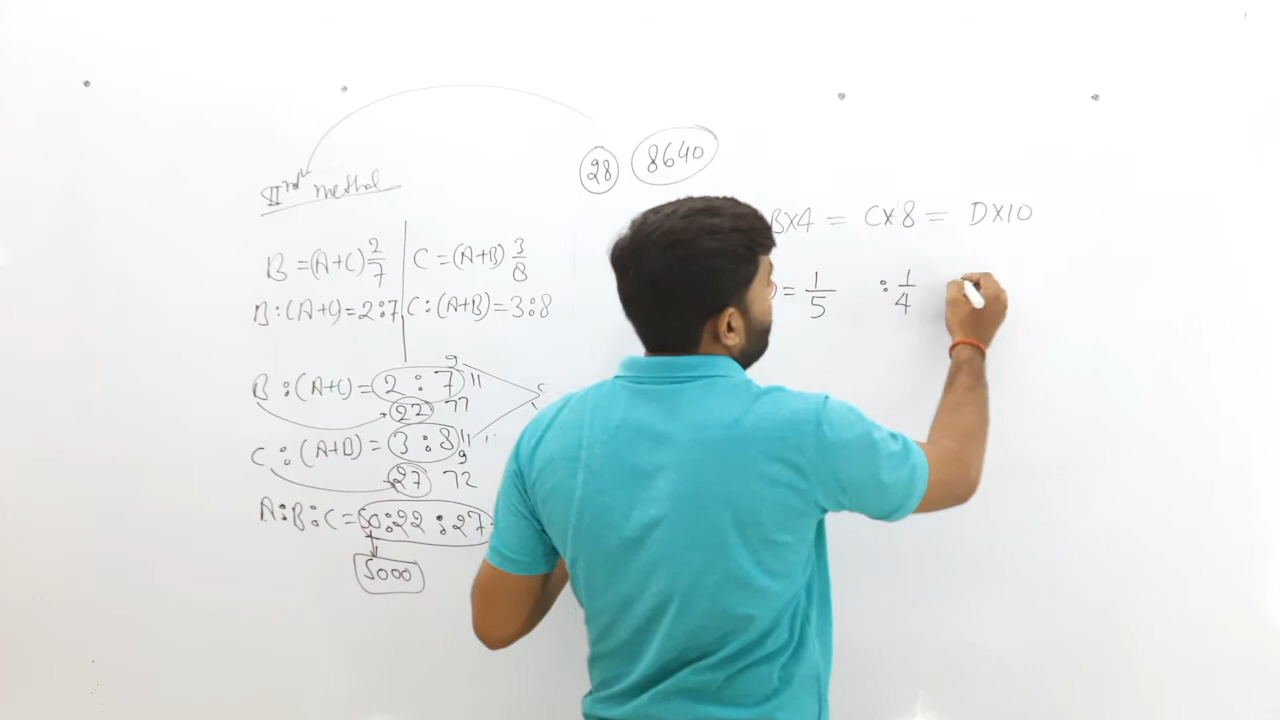 28 8640
IInd method
B×4 = C×8 = D×10
B = (A+C) 2/7
C = (A+B) 3/8
= 1/5 : 1/4
B : (A+C) = 2 : 7
C : (A+B) = 3 : 8
9
B : (A+C) = 2 : 7 11
22 77
C : (A+B) = 3 : 8 11
9
27 72
A : B : C = 50 : 22 : 27
5000